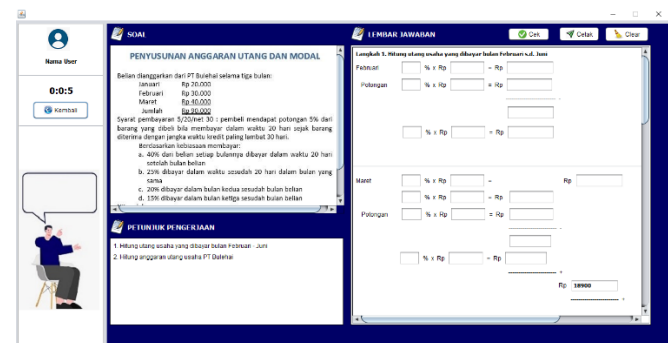 Nama User
0:0:5
Kembali
SOAL
PENYUSUNAN ANGGARAN UTANG DAN MODAL
Belian dianggarkan dari PT Bulehai selama tiga bulan:
Januari Rp 20.000
Februari Rp 30.000
Maret Rp 40.000
Jumlah Rp 90.000
Syarat pembayaran 5/20/net 30 : pembeli mendapat potongan 5% dari
barang yang dibeli bila membayar dalam waktu 20 hari sejak barang
diterima dengan jangka waktu kredit paling lambat 30 hari.
Berdasarkan kebiasaan membayar:
a. 40% dari belian setiap bulannya dibayar dalam waktu 20 hari
setelah bulan belian
b. 25% dibayar dalam waktu sesudah 20 hari dalam bulan yang
sama
c. 20% dibayar dalam bulan kedua sesudah bulan belian
d. 15% dibayar dalam bulan ketiga sesudah bulan belian
PETUNJUK PENGERJAAN
1. Hitung utang usaha yang dibayar bulan Februari - Juni
2. Hitung anggaran utang usaha PT Bulehai
LEMBAR JAWABAN
Cek
Cetak
Clear
Langkah 1. Hitung utang usaha yang dibayar bulan Februari s.d. Juni
Februari % x Rp = Rp
Potongan % x Rp = Rp
-
% x Rp = Rp
Maret % x Rp = Rp
% x Rp = Rp
Potongan % x Rp = Rp
-
% x Rp = Rp
+
Rp 18900
+